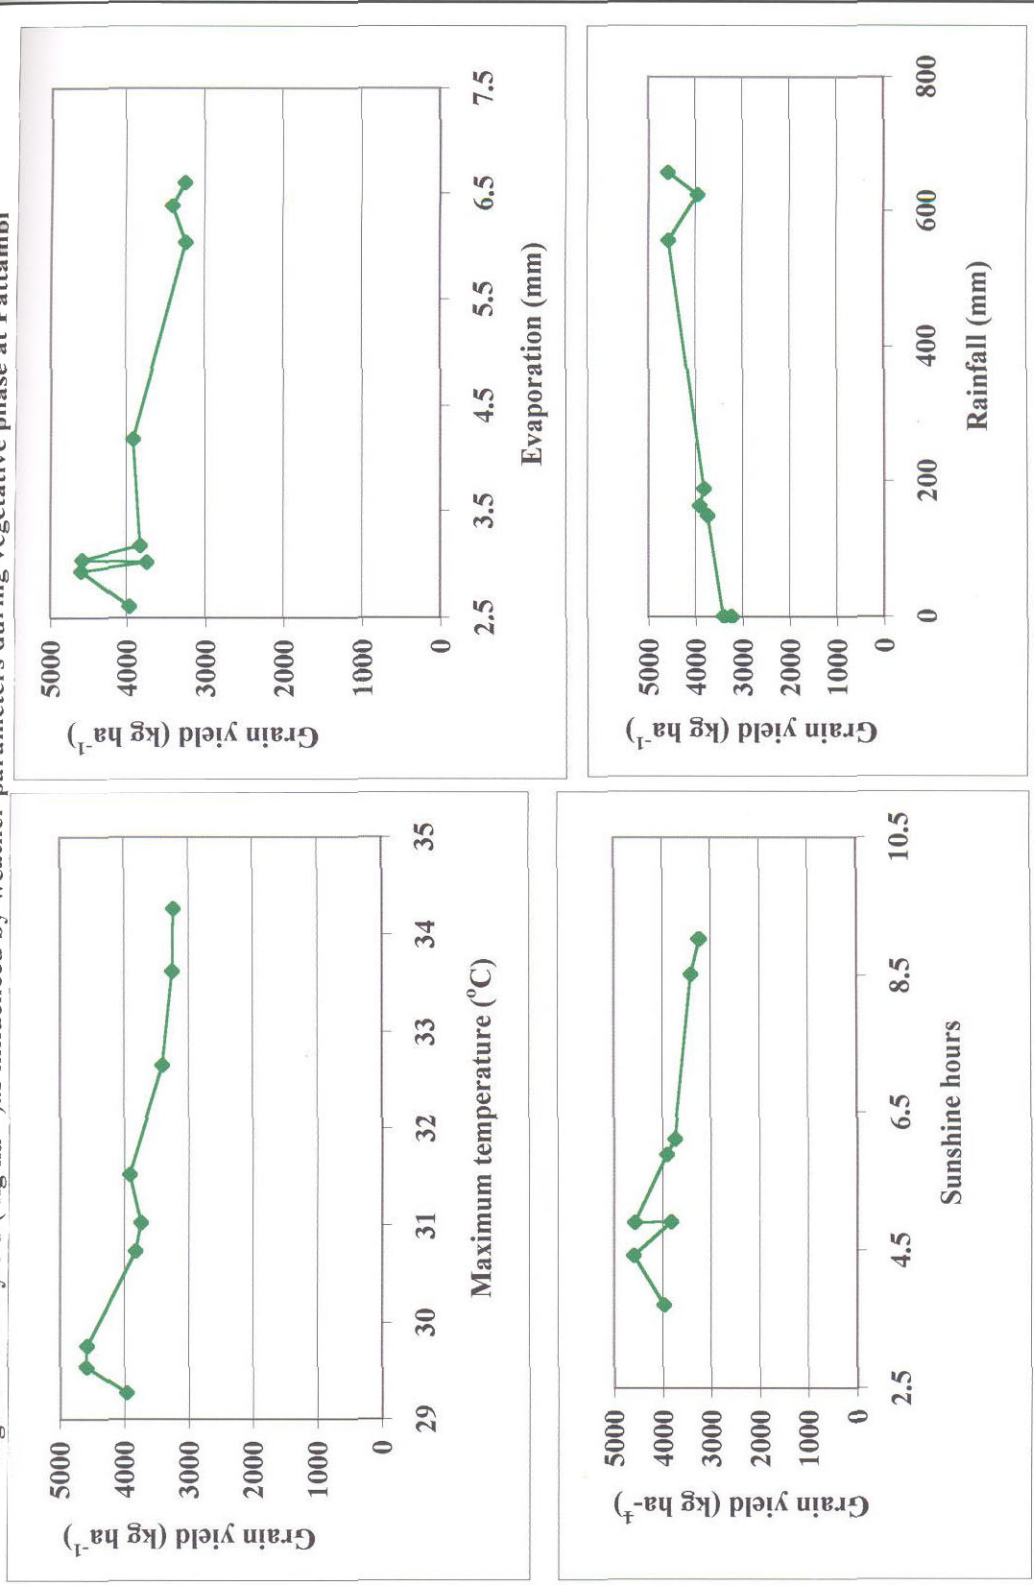 influenced by weather parameters during vegetative phase at Pattambi
Grain yield (kg ha⁻¹)
5000
4000
3000
2000
1000
0
29 30 31 32 33 34 35
Maximum temperature (°C)
Grain yield (kg ha⁻¹)
5000
4000
3000
2000
1000
0
2.5 3.5 4.5 5.5 6.5 7.5
Evaporation (mm)
Grain yield (kg ha-¹)
5000
4000
3000
2000
1000
0
2.5 4.5 6.5 8.5 10.5
Sunshine hours
Grain yield (kg ha⁻¹)
5000
4000
3000
2000
1000
0
0 200 400 600 800
Rainfall (mm)